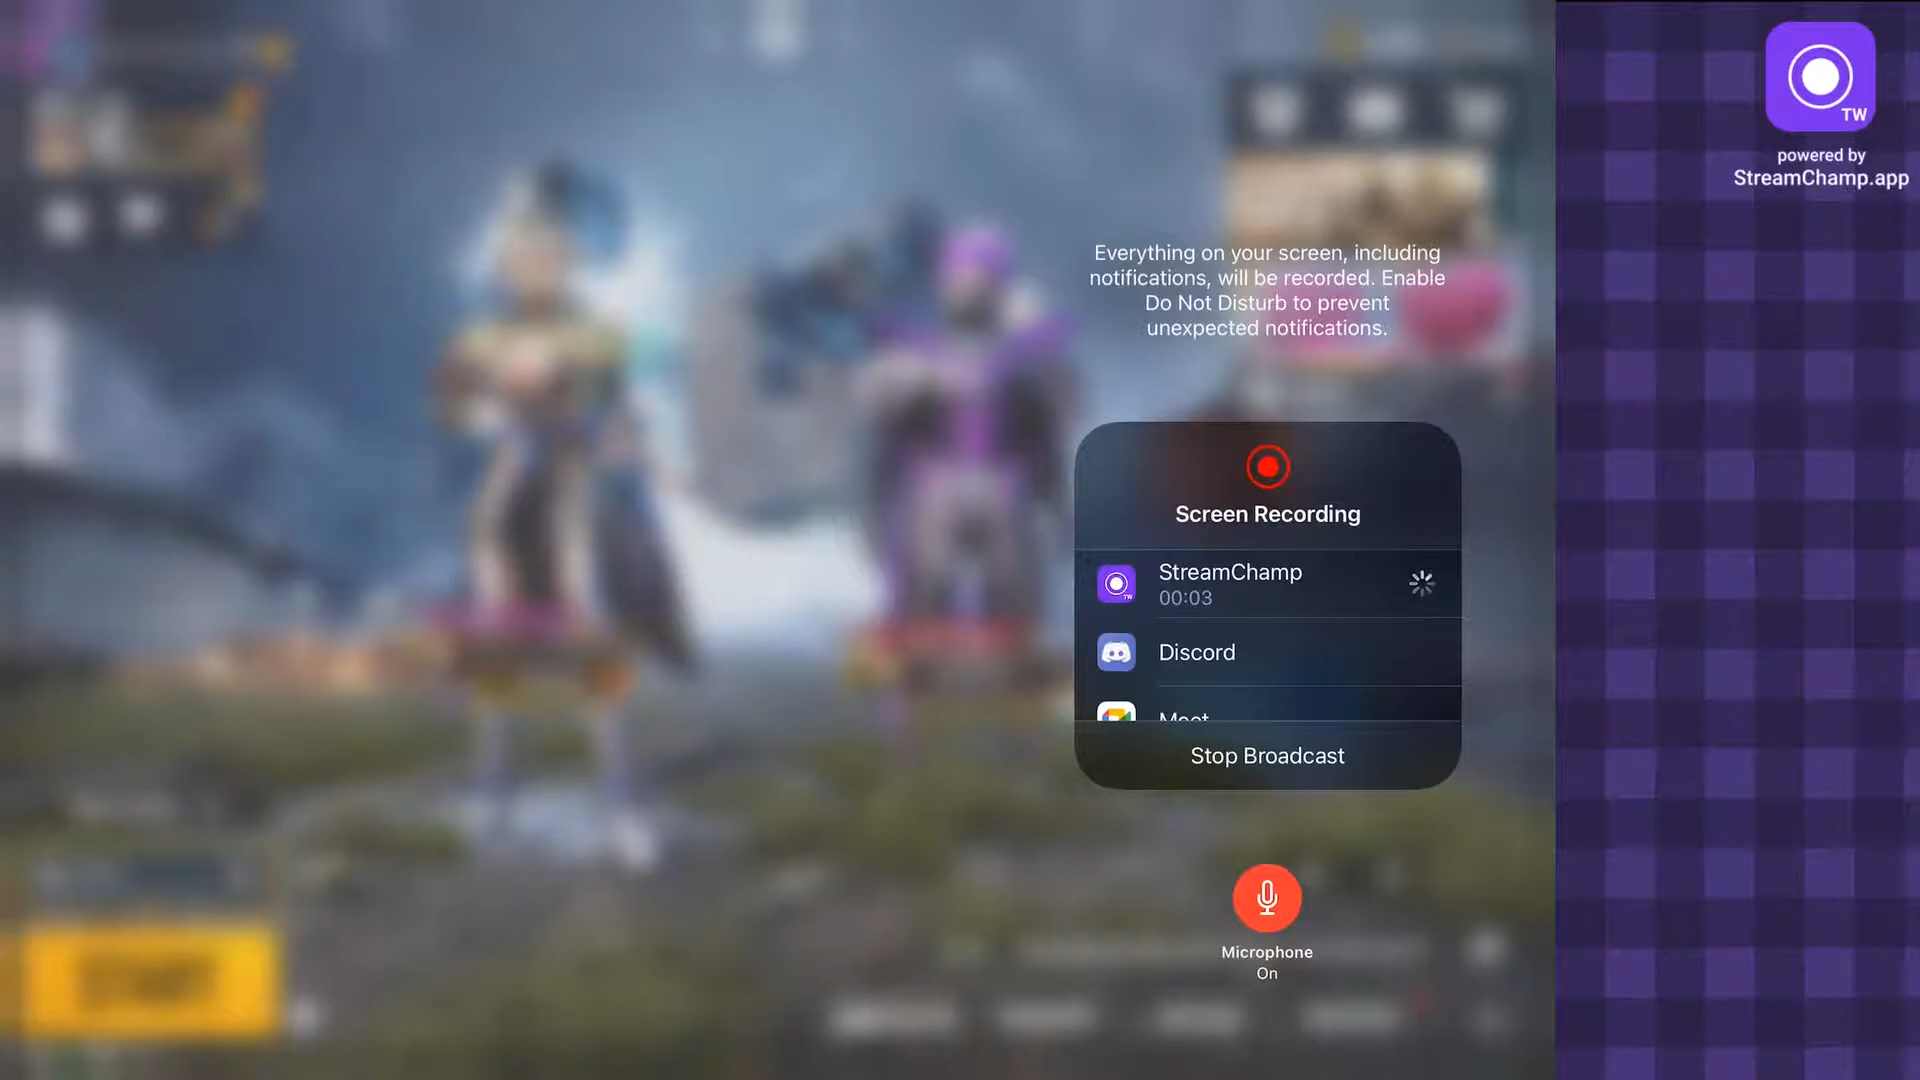 TW
powered by
StreamChamp.app
Everything on your screen, including
notifications, will be recorded. Enable
Do Not Disturb to prevent
unexpected notifications.
Screen Recording
StreamChamp
00:03
Discord
Meet
Stop Broadcast
Microphone
On